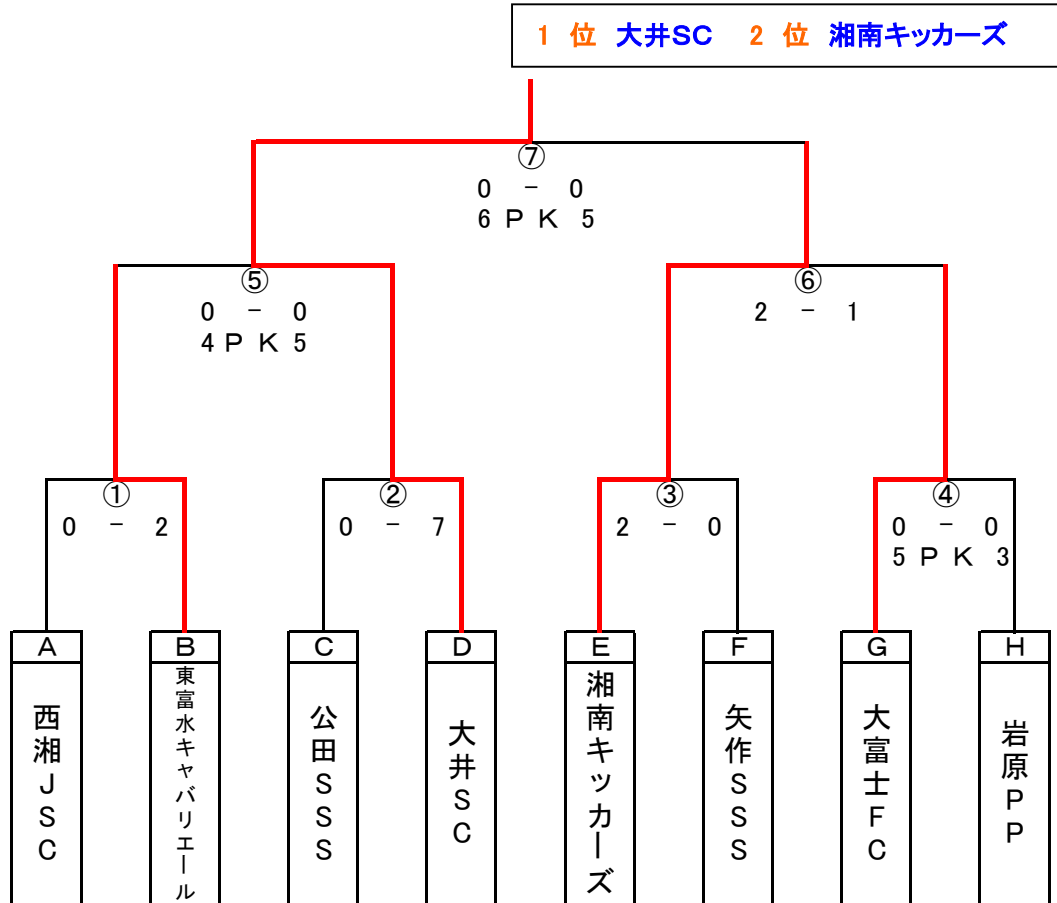 1 位 大井SC 2 位 湘南キッカーズ
⑦
0 － 0
6 P K 5
⑤
0 － 0
4 P K 5
⑥
2 － 1
①
0 － 2
②
0 － 7
③
2 － 0
④
0 － 0
5 P K 3
A
西湘JSC
B
東富水キャバリエール
C
公田SSS
D
大井SC
E
湘南キッカーズ
F
矢作SSS
G
大富士FC
H
岩原PP